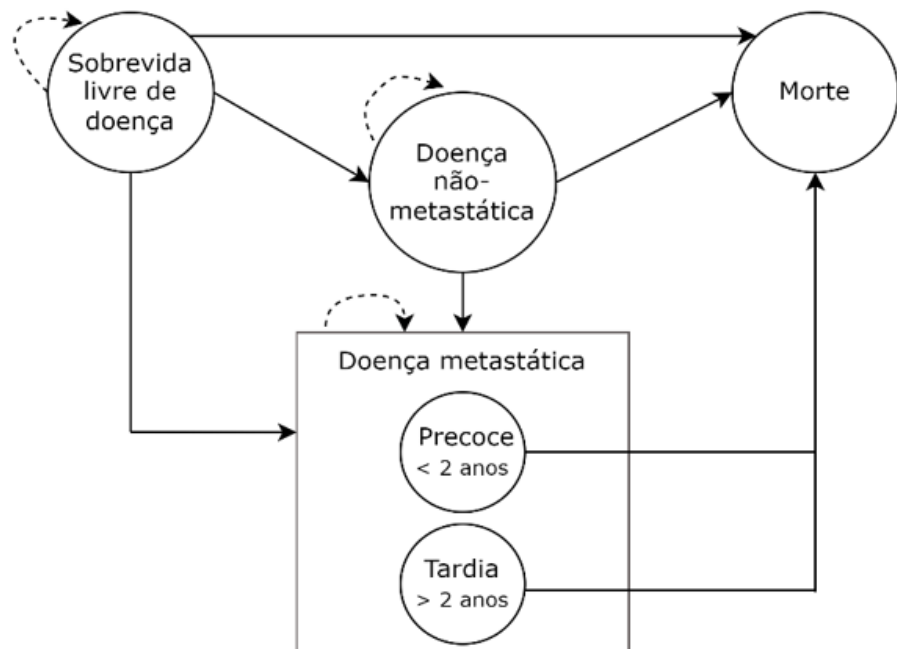 Sobrevida
livre de
doença
Morte
Doença
não-
metastática
Doença metastática
Precoce
< 2 anos
Tardia
> 2 anos